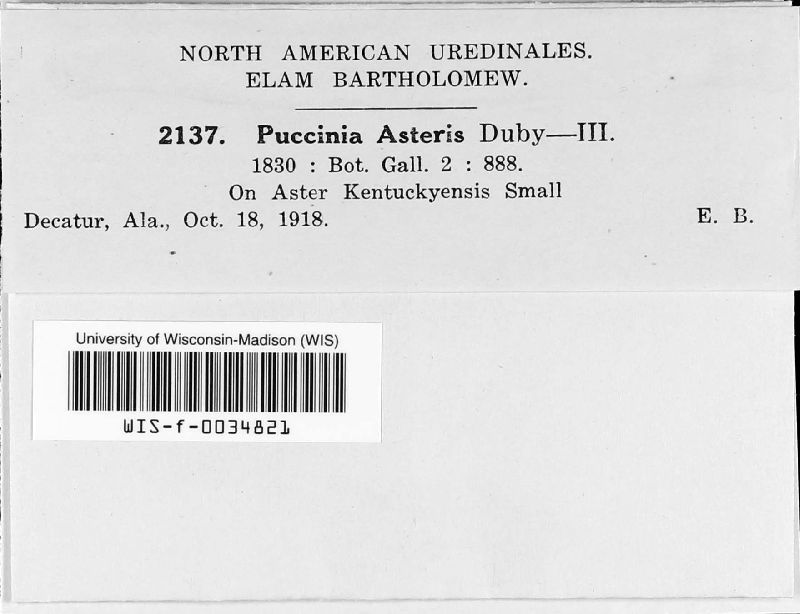 NORTH AMERICAN UREDINALES.
ELAM BARTHOLOMEW.
2137. Puccinia Asteris Duby—III.
1830 : Bot. Gall. 2 : 888.
On Aster Kentuckyensis Small
Decatur, Ala., Oct. 18, 1918. E. B.
University of Wisconsin-Madison (WIS)
WIS-f-0034821